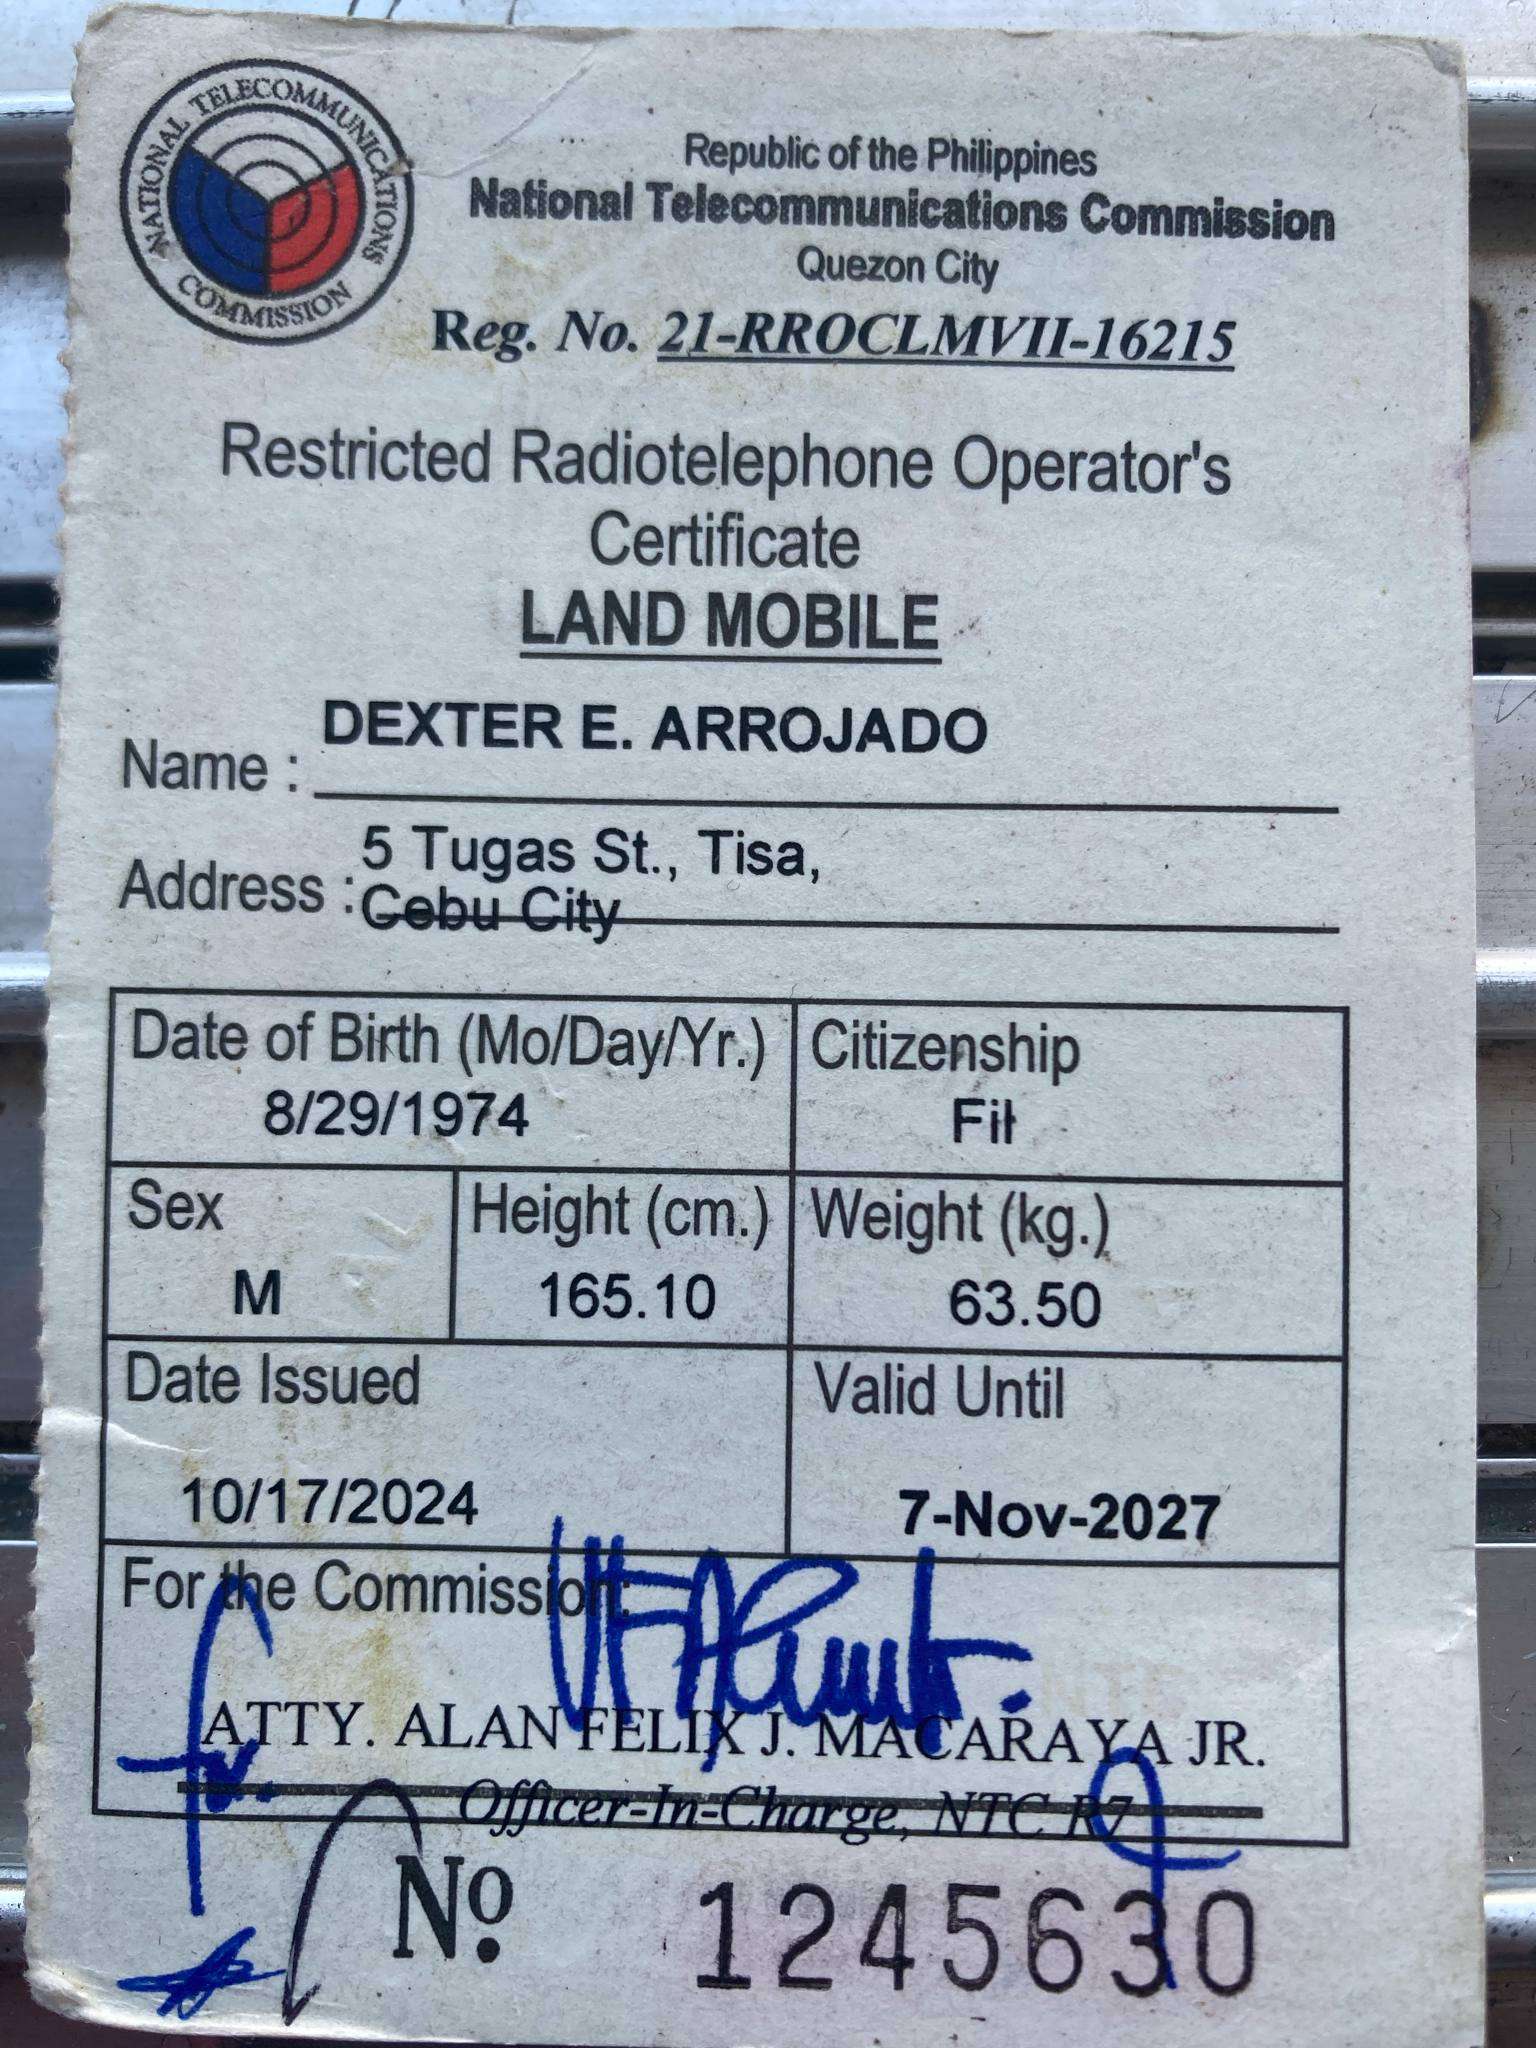 NATIONAL TELECOMMUNICATIONS COMMISSION
Republic of the Philippines
National Telecommunications Commission
Quezon City
Reg. No. 21-RROCLMVII-16215
Restricted Radiotelephone Operator's
Certificate
LAND MOBILE
Name : DEXTER E. ARROJADO
Address : 5 Tugas St., Tisa,
Cebu City
Date of Birth (Mo/Day/Yr.) Citizenship
8/29/1974 Fil
Sex Height (cm.) Weight (kg.)
M 165.10 63.50
Date Issued Valid Until
10/17/2024 7-Nov-2027
For the Commission:
ATTY. ALAN FELIX J. MACARAYA JR.
for.
Officer-In-Charge, NTC R7
No. 1245630